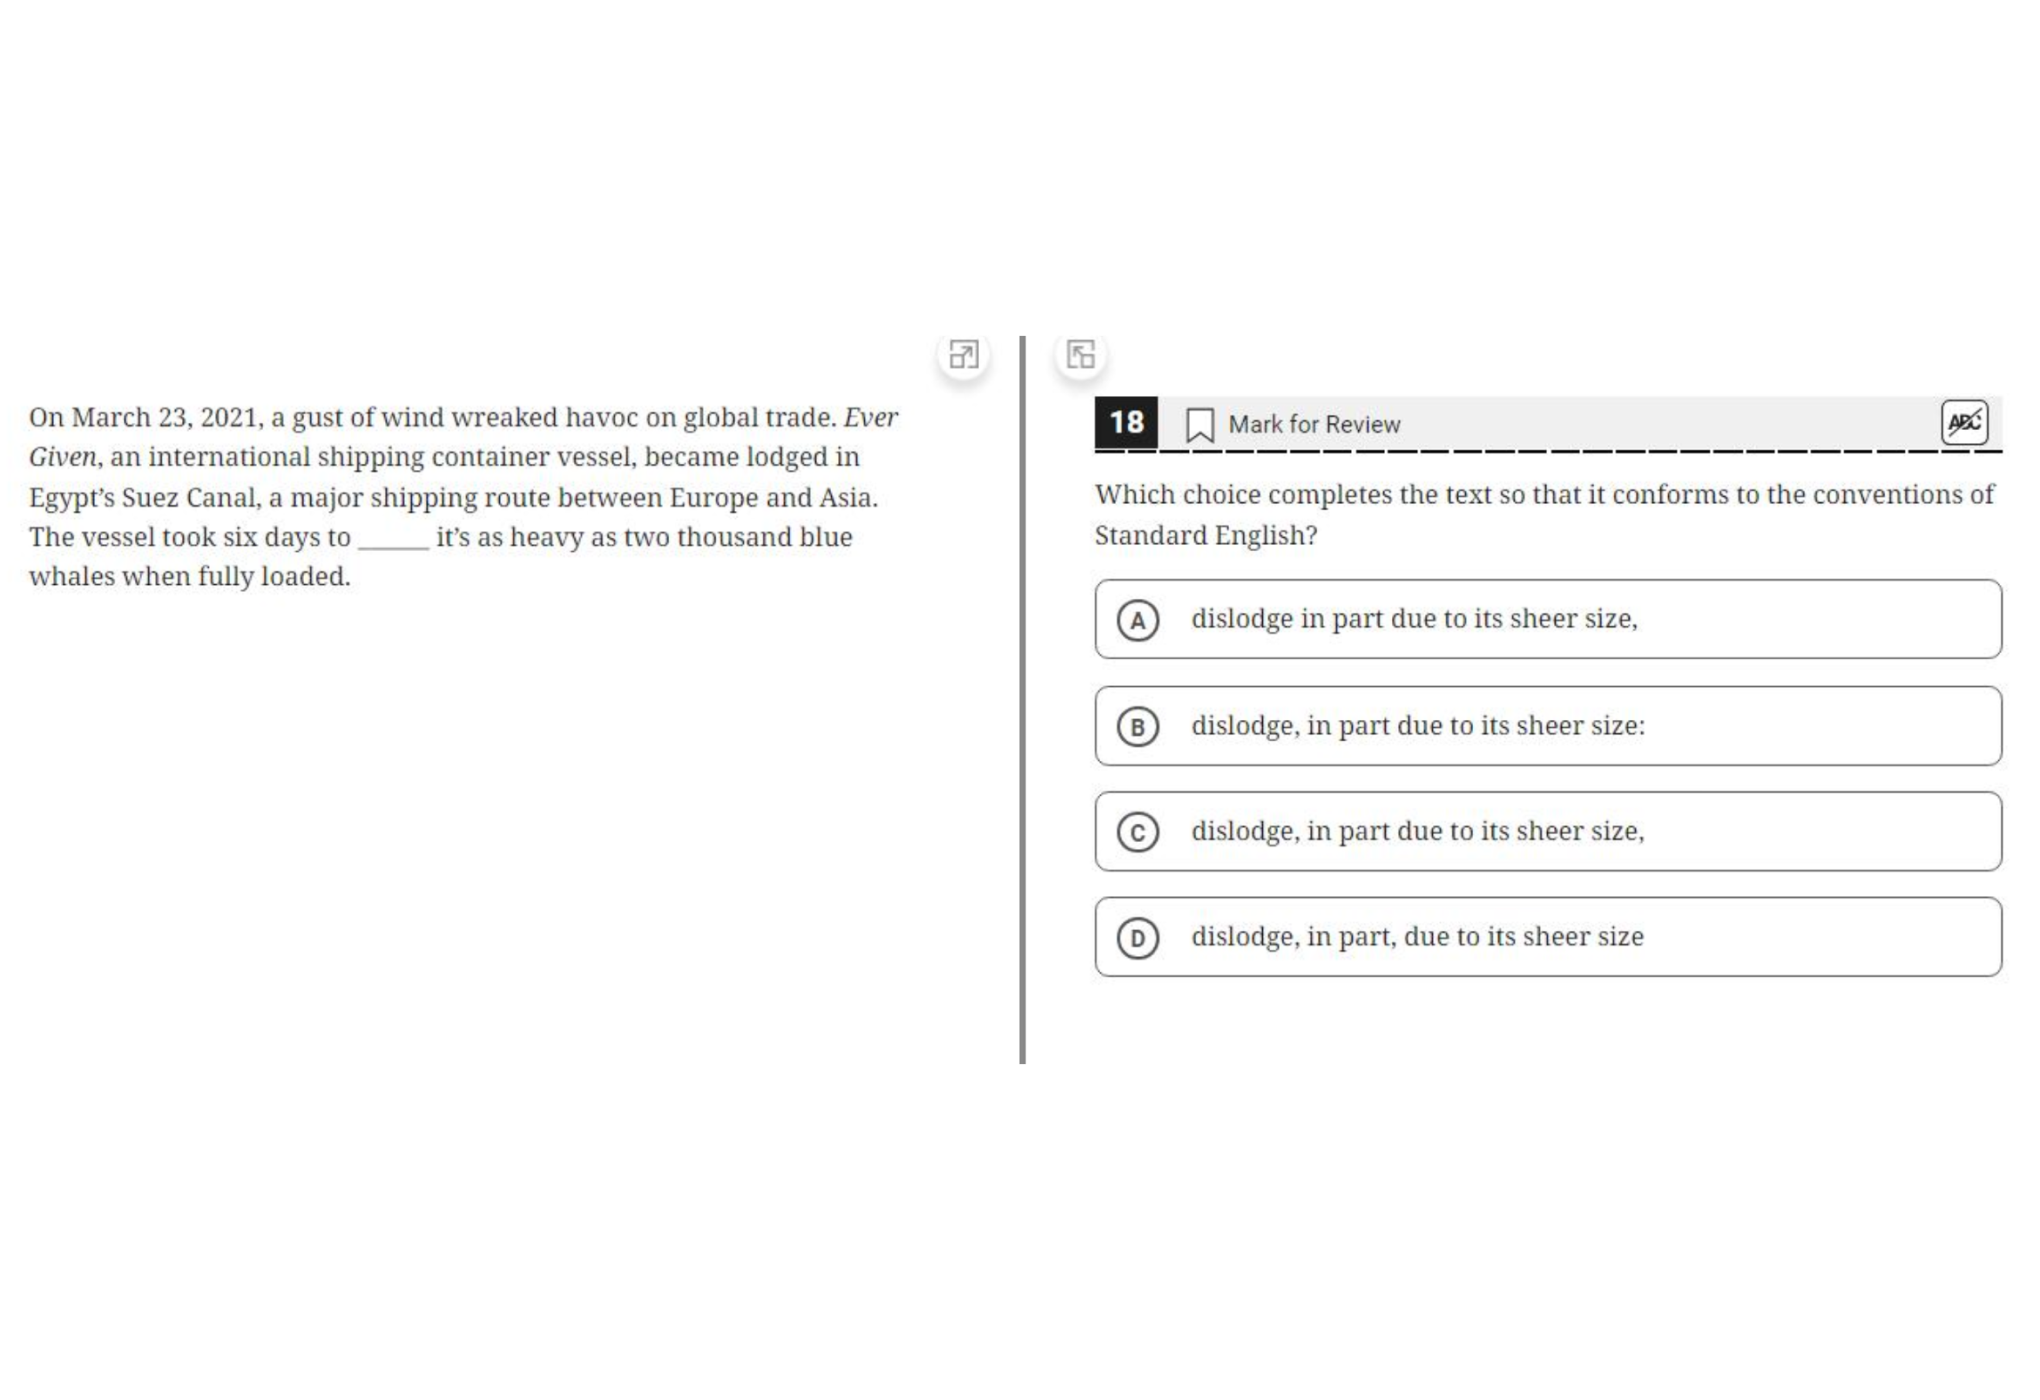 On March 23, 2021, a gust of wind wreaked havoc on global trade. Ever
Given, an international shipping container vessel, became lodged in
Egypt’s Suez Canal, a major shipping route between Europe and Asia.
The vessel took six days to ______ it’s as heavy as two thousand blue
whales when fully loaded.
18 Mark for Review ABC
Which choice completes the text so that it conforms to the conventions of
Standard English?
A dislodge in part due to its sheer size,
B dislodge, in part due to its sheer size:
C dislodge, in part due to its sheer size,
D dislodge, in part, due to its sheer size